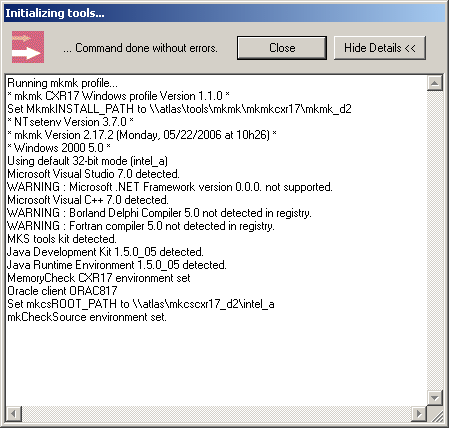 Initializing tools...
... Command done without errors.
Close
Hide Details <<
Running mkmk profile...
* mkmk CXR17 Windows profile Version 1.1.0 *
Set MkmkINSTALL_PATH to \\atlas\tools\mkmk\mkmkcxr17\mkmk_d2
* NTsetenv Version 3.7.0 *
* mkmk Version 2.17.2 (Monday, 05/22/2006 at 10h26) *
* Windows 2000 5.0 *
Using default 32-bit mode (intel_a)
Microsoft Visual Studio 7.0 detected.
WARNING : Microsoft .NET Framework version 0.0.0. not supported.
Microsoft Visual C++ 7.0 detected.
WARNING : Borland Delphi Compiler 5.0 not detected in registry.
WARNING : Fortran compiler 5.0 not detected in registry.
MKS tools kit detected.
Java Development Kit 1.5.0_05 detected.
Java Runtime Environment 1.5.0_05 detected.
MemoryCheck CXR17 environment set
Oracle client ORAC817
Set mkcsROOT_PATH to \\atlas\mkcscxr17_d2\intel_a
mkCheckSource environment set.